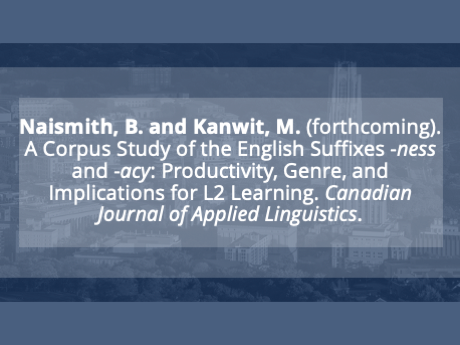 Naismith, B. and Kanwit, M. (forthcoming).
A Corpus Study of the English Suffixes -ness
and -acy: Productivity, Genre, and
Implications for L2 Learning. Canadian
Journal of Applied Linguistics.